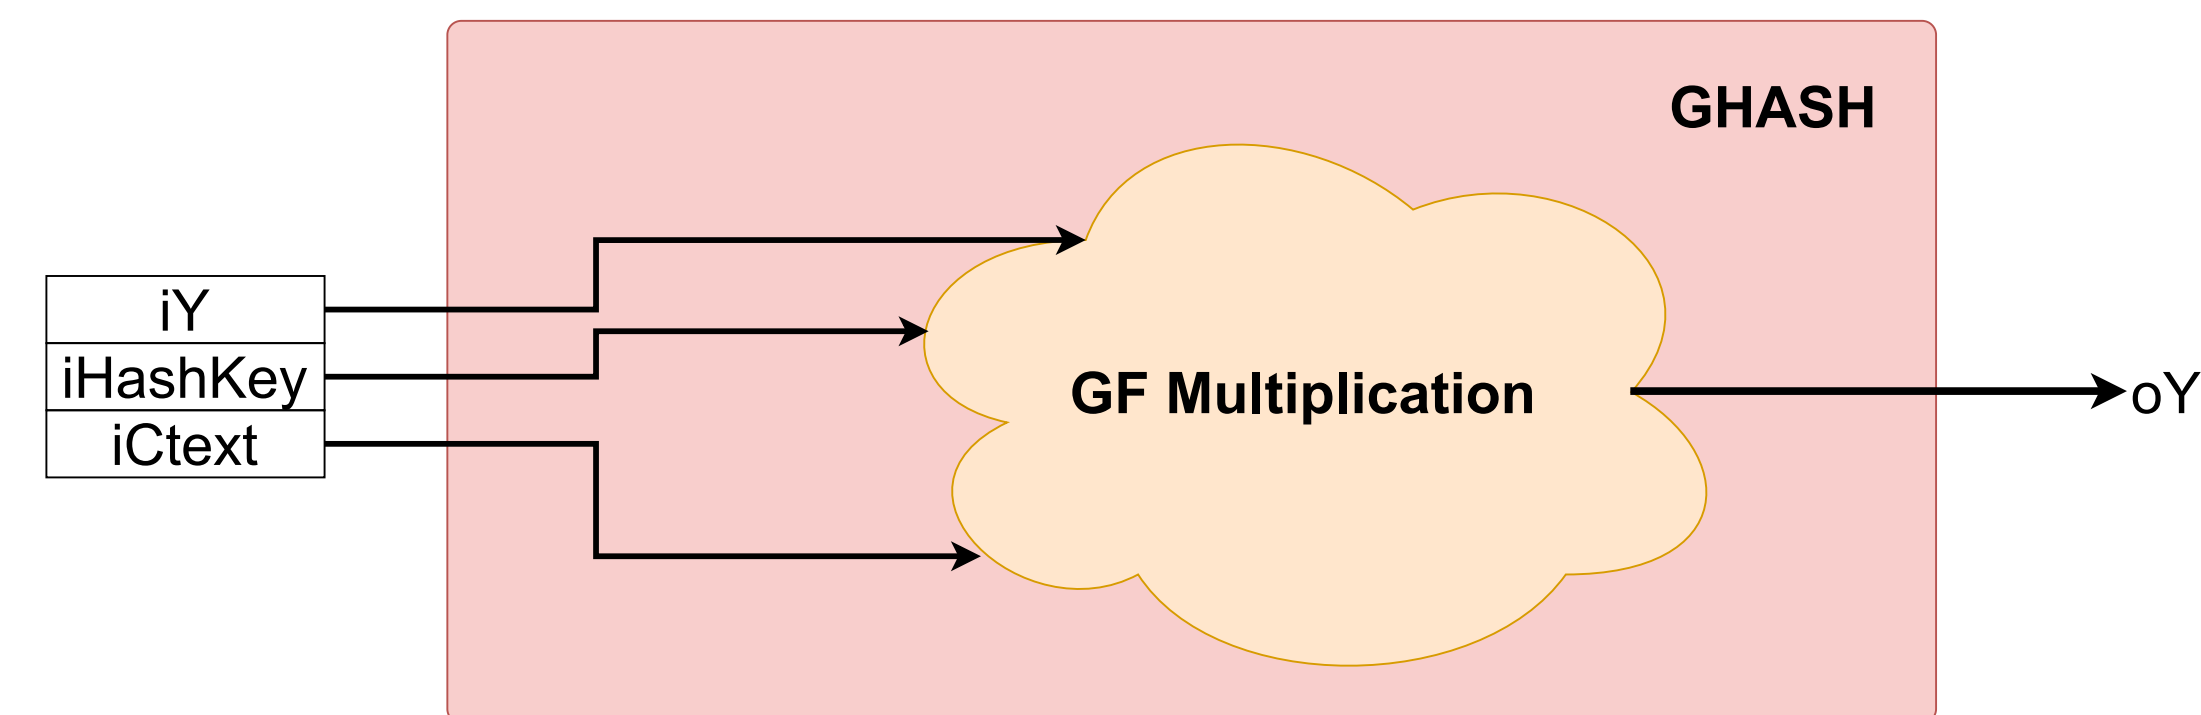 GHASH
iY
iHashKey
iCtext
GF Multiplication
oY